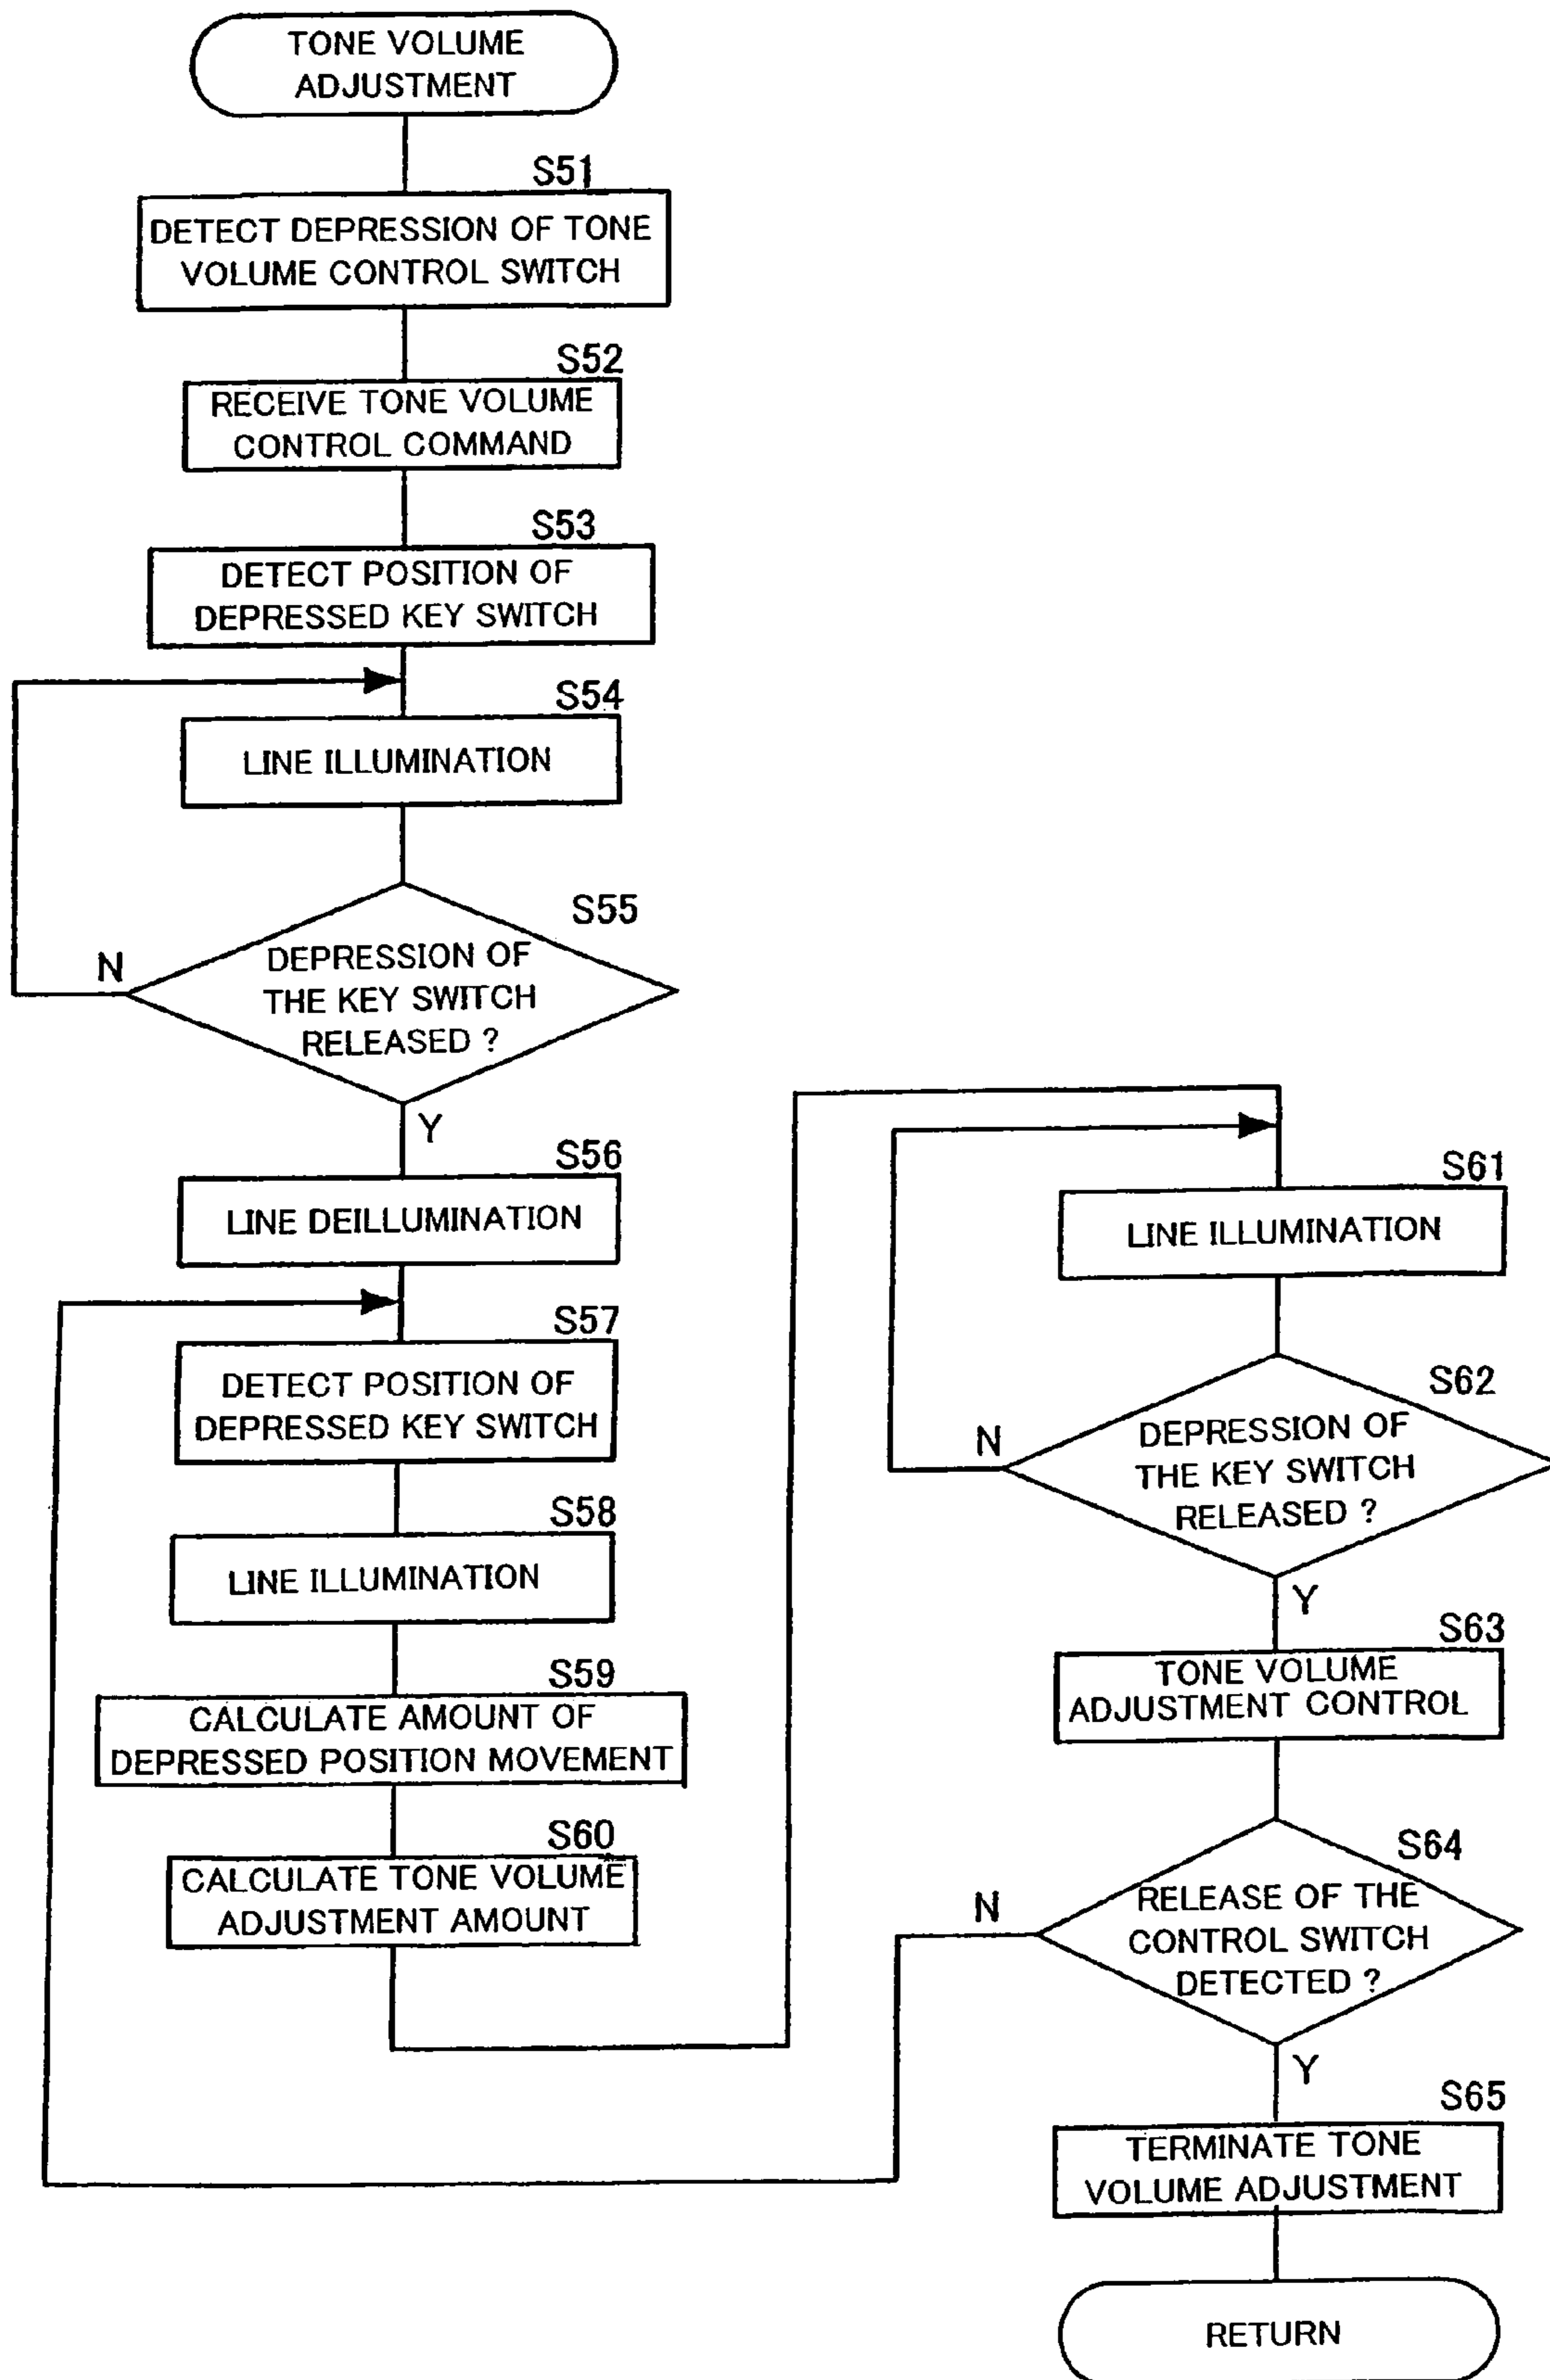 TONE VOLUME
ADJUSTMENT
S51
DETECT DEPRESSION OF TONE
VOLUME CONTROL SWITCH
S52
RECEIVE TONE VOLUME
CONTROL COMMAND
S53
DETECT POSITION OF
DEPRESSED KEY SWITCH
S54
LINE ILLUMINATION
S55
DEPRESSION OF
THE KEY SWITCH
RELEASED ?
N
Y
S56
LINE DEILLUMINATION
S57
DETECT POSITION OF
DEPRESSED KEY SWITCH
S58
LINE ILLUMINATION
S59
CALCULATE AMOUNT OF
DEPRESSED POSITION MOVEMENT
S60
CALCULATE TONE VOLUME
ADJUSTMENT AMOUNT
S61
LINE ILLUMINATION
S62
DEPRESSION OF
THE KEY SWITCH
RELEASED ?
N
Y
S63
TONE VOLUME
ADJUSTMENT CONTROL
S64
RELEASE OF THE
CONTROL SWITCH
DETECTED ?
N
Y
S65
TERMINATE TONE
VOLUME ADJUSTMENT
RETURN